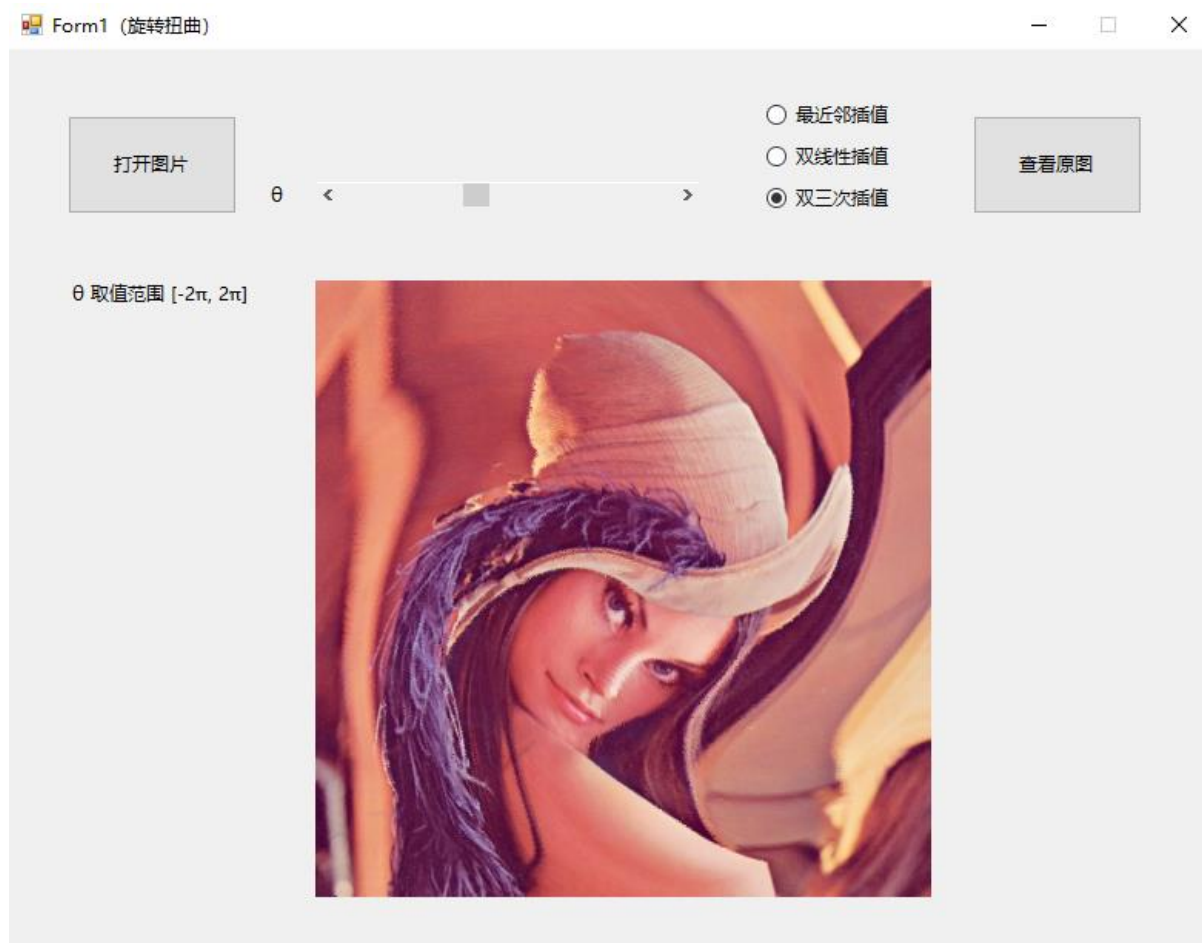 Form1（旋转扭曲）
打开图片
θ
最近邻插值
双线性插值
双三次插值
查看原图
θ 取值范围 [-2π, 2π]